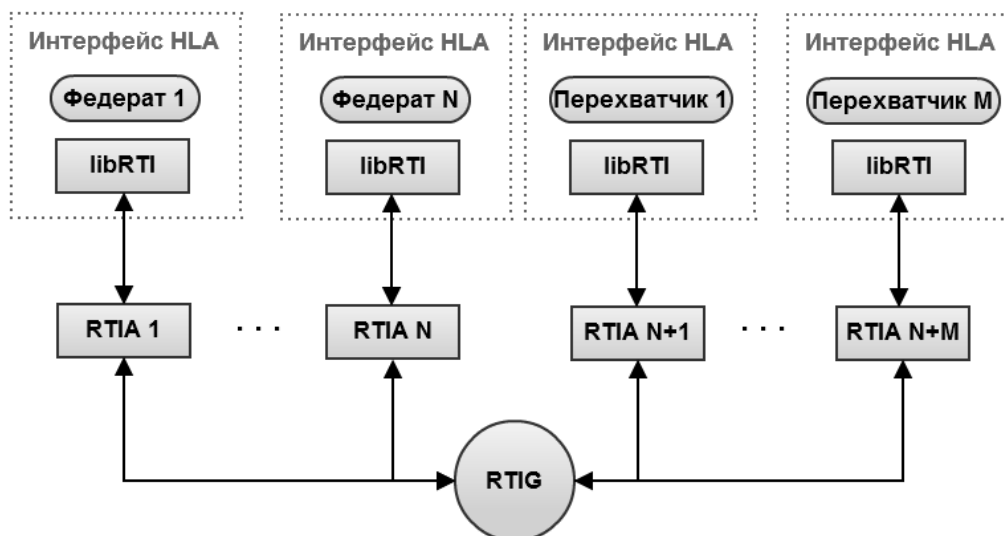 Интерфейс HLA
Интерфейс HLA
Интерфейс HLA
Интерфейс HLA
Федерат 1
Федерат N
Перехватчик 1
Перехватчик M
libRTI
libRTI
libRTI
libRTI
RTIA 1
. . .
RTIA N
RTIA N+1
. . .
RTIA N+M
RTIG